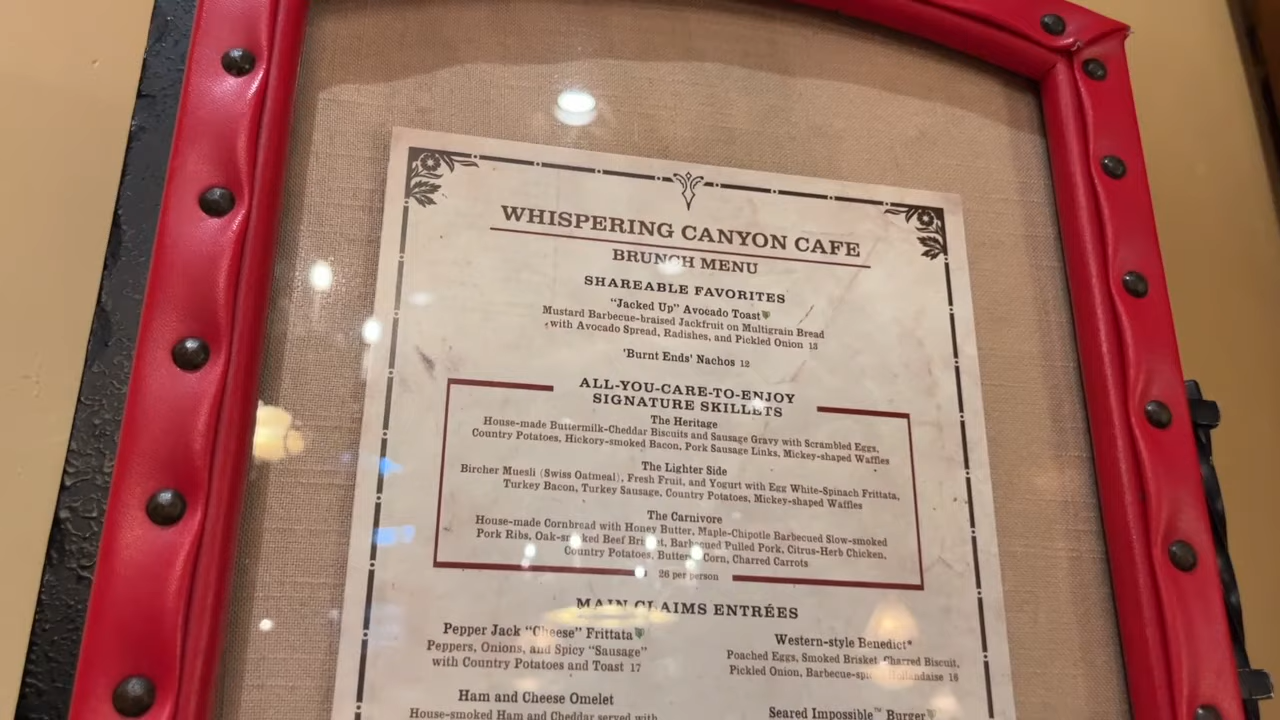 WHISPERING CANYON CAFE
BRUNCH MENU
SHAREABLE FAVORITES
"Jacked Up" Avocado Toast
Mustard Barbecue-braised Jackfruit on Multigrain Bread
with Avocado Spread, Radishes, and Pickled Onion 13
'Burnt Ends' Nachos 12
ALL-YOU-CARE-TO-ENJOY
SIGNATURE SKILLETS
The Heritage
House-made Buttermilk-Cheddar Biscuits and Sausage Gravy with Scrambled Eggs,
Country Potatoes, Hickory-smoked Bacon, Pork Sausage Links, Mickey-shaped Waffles
The Lighter Side
Bircher Muesli (Swiss Oatmeal), Fresh Fruit, and Yogurt with Egg White-Spinach Frittata,
Turkey Bacon, Turkey Sausage, Country Potatoes, Mickey-shaped Waffles
The Carnivore
House-made Cornbread with Honey Butter, Maple-Chipotle Barbecued Slow-smoked
Pork Ribs, Oak-smoked Beef Brisket, Barbecued Pulled Pork, Citrus-Herb Chicken,
Country Potatoes, Buttered Corn, Charred Carrots
26 per person
MAIN CLAIMS ENTRÉES
Pepper Jack "Cheese" Frittata
Peppers, Onions, and Spicy "Sausage"
with Country Potatoes and Toast 17
Western-style Benedict*
Poached Eggs, Smoked Brisket, Charred Biscuit,
Pickled Onion, Hollandaise 16
Ham and Cheese Omelet
House-smoked Ham and Cheddar served with
Seared Impossible™ Burger